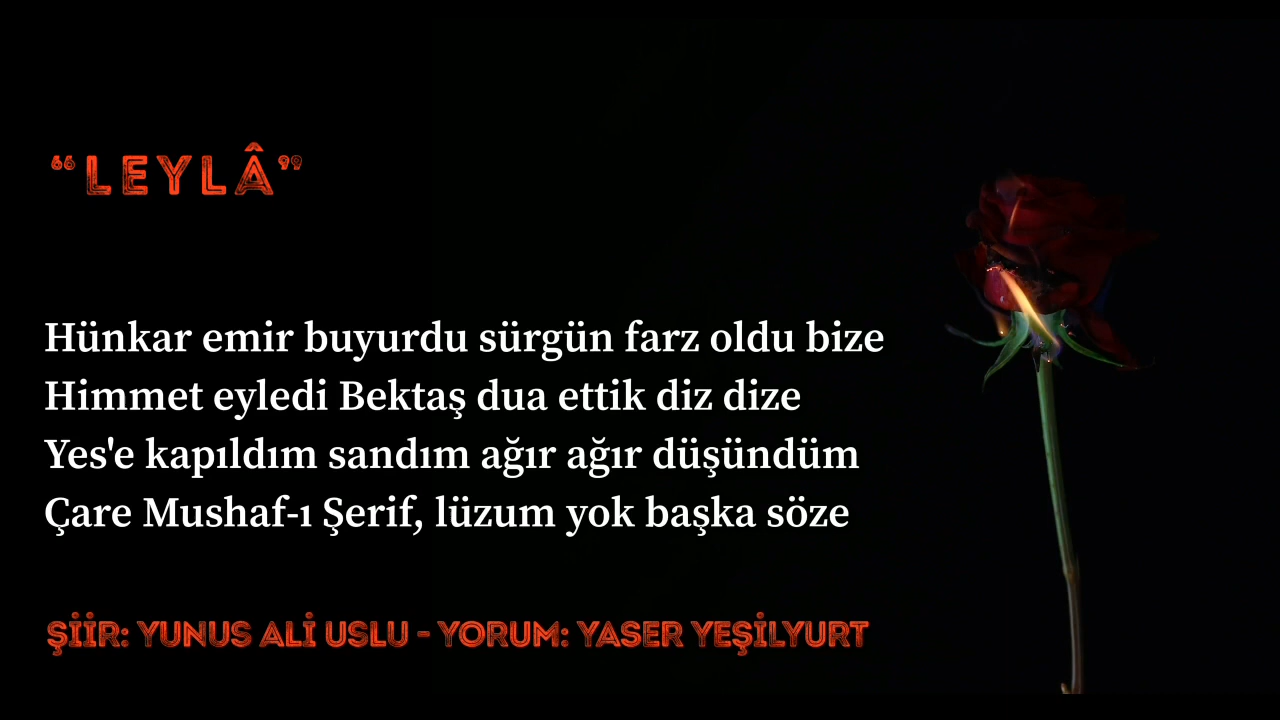 “LEYL�Д
Hünkar emir buyurdu sürgün farz oldu bize
Himmet eyledi Bektaş dua ettik diz dize
Yes'e kapıldım sandım ağır ağır düşündüm
Çare Mushaf-ı Şerif, lüzum yok başka söze
ŞİİR: YUNUS ALİ USLU - YORUM: YASER YEŞİLYURT